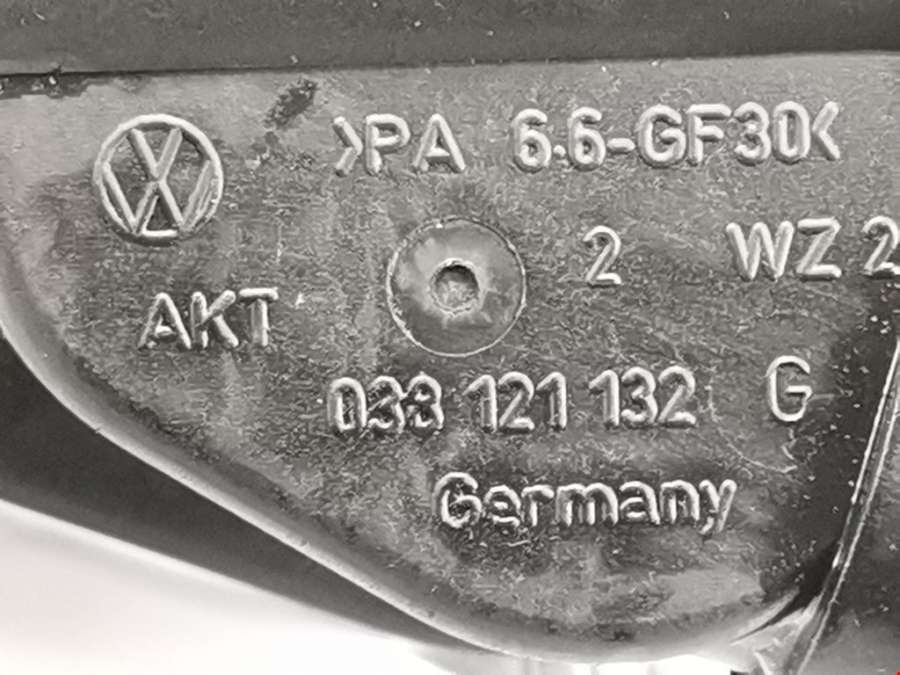 >PA 6.6-GF30<
2 WZ 2
AKT
038 121 132 G
Germany